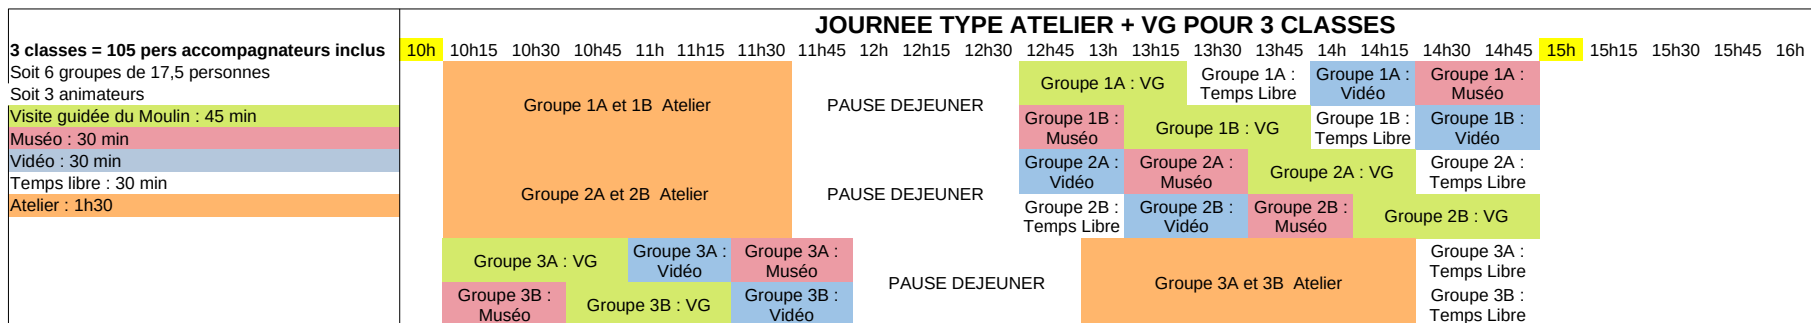 JOURNEE TYPE ATELIER + VG POUR 3 CLASSES
3 classes = 105 pers accompagnateurs inclus 10h 10h15 10h30 10h45 11h 11h15 11h30 11h45 12h 12h15 12h30 12h45 13h 13h15 13h30 13h45 14h 14h15 14h30 14h45 15h 15h15 15h30 15h45 16h
Soit 6 groupes de 17,5 personnes
Soit 3 animateurs
Visite guidée du Moulin : 45 min
Muséo : 30 min
Vidéo : 30 min
Temps libre : 30 min
Atelier : 1h30
Groupe 1A et 1B Atelier
PAUSE DEJEUNER
Groupe 1A : VG
Groupe 1A :
Temps Libre
Groupe 1A :
Vidéo
Groupe 1A :
Muséo
Groupe 1B :
Muséo
Groupe 1B : VG
Groupe 1B :
Temps Libre
Groupe 1B :
Vidéo
Groupe 2A et 2B Atelier
PAUSE DEJEUNER
Groupe 2A :
Vidéo
Groupe 2A :
Muséo
Groupe 2A : VG
Groupe 2A :
Temps Libre
Groupe 2B :
Temps Libre
Groupe 2B :
Vidéo
Groupe 2B :
Muséo
Groupe 2B : VG
Groupe 3A : VG
Groupe 3A :
Vidéo
Groupe 3A :
Muséo
PAUSE DEJEUNER
Groupe 3A et 3B Atelier
Groupe 3A :
Temps Libre
Groupe 3B :
Muséo
Groupe 3B : VG
Groupe 3B :
Vidéo
Groupe 3B :
Temps Libre